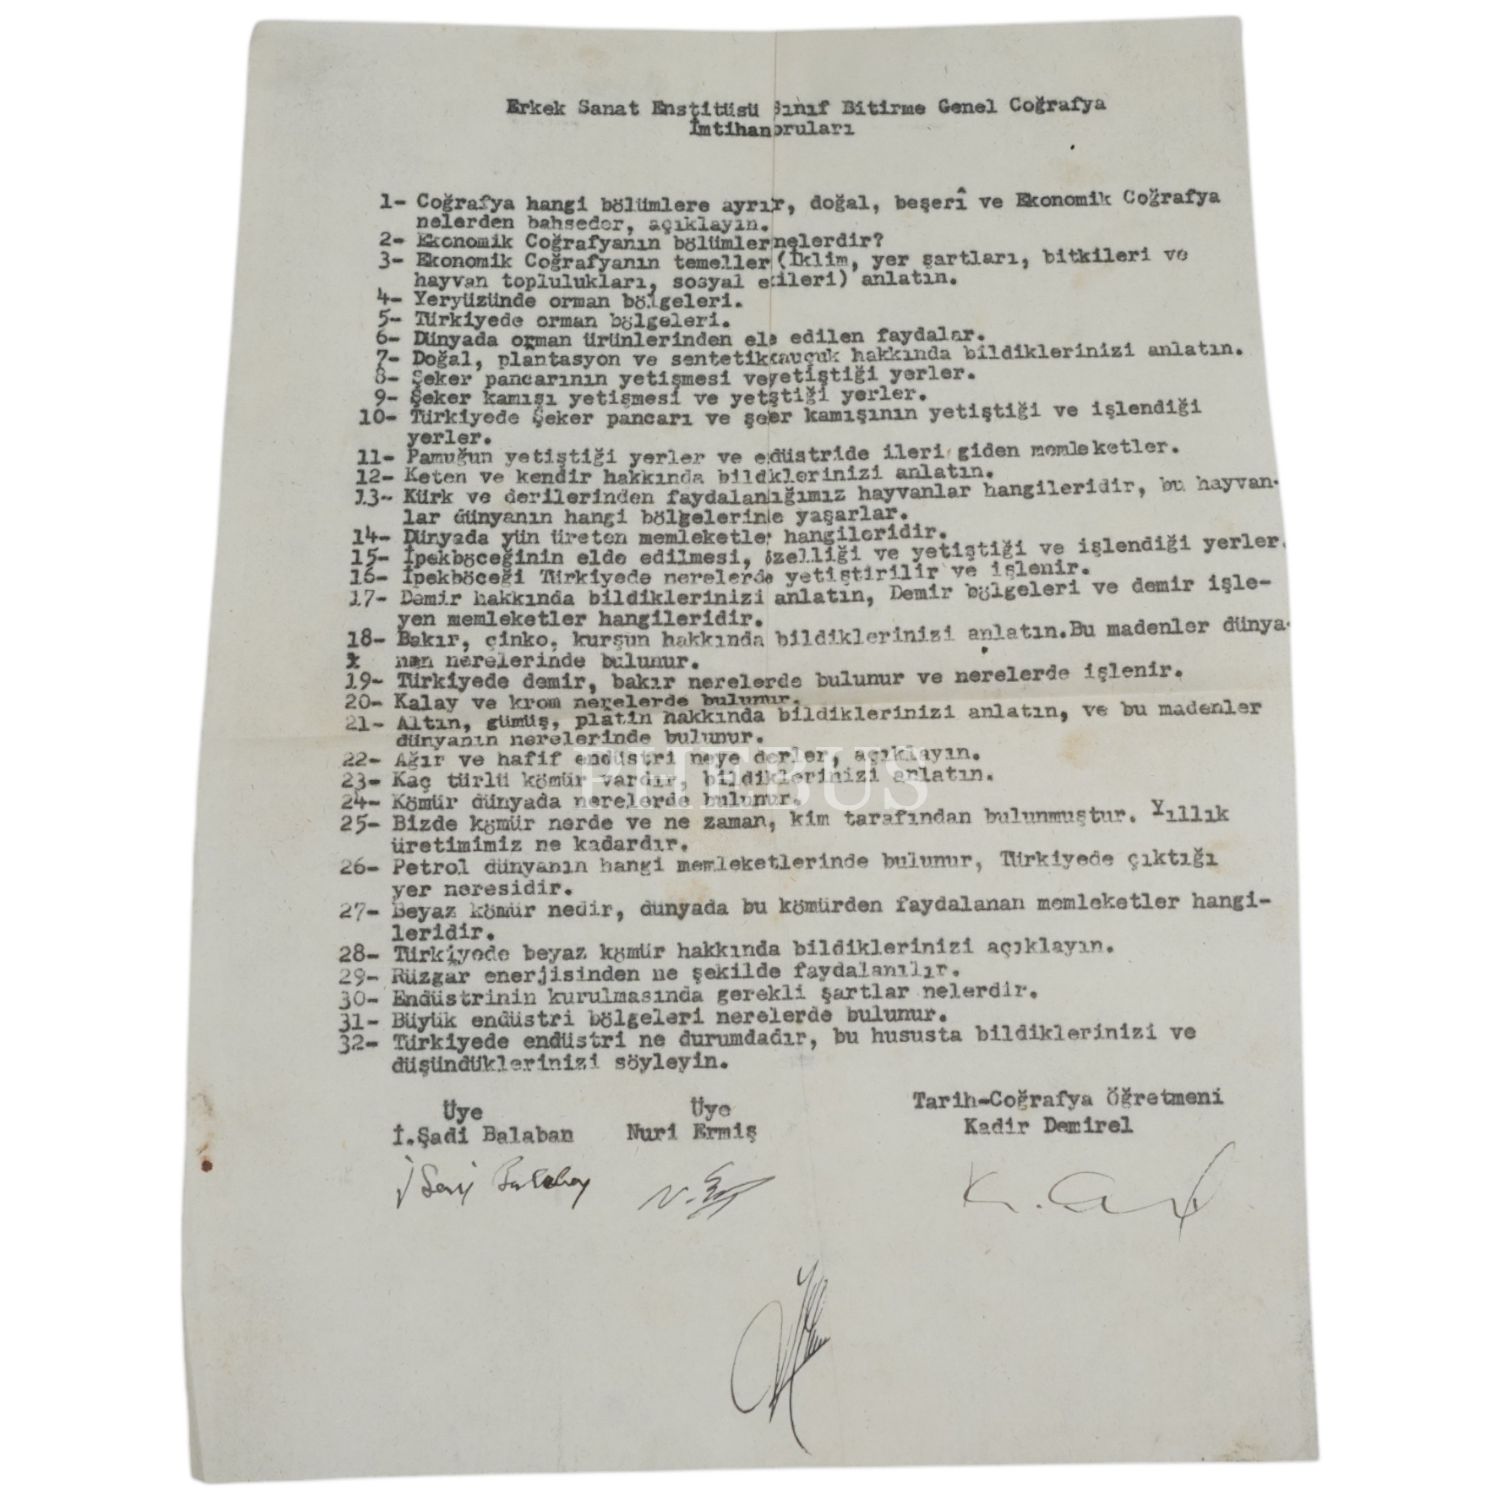 Erkek Sanat Enstitüsü Sınıf Bitirme Genel Coğrafya
İmtihan oruları
1- Coğrafya hangi bölümlere ayrır, doğal, beşerî ve Ekonomik Coğrafya
nelerden bahseder, açıklayın.
2- Ekonomik Coğrafyanın bölümler nelerdir?
3- Ekonomik Coğrafyanın temeller (İklim, yer şartları, bitkileri ve
hayvan toplulukları, sosyal eileri) anlatın.
4- Yeryüzünde orman bölgeleri.
5- Türkiyede orman bölgeleri.
6- Dünyada orman ürünlerinden ele edilen faydalar.
7- Doğal, plantasyon ve sentetik kauçuk hakkında bildiklerinizi anlatın.
8- Şeker pancarının yetişmesi ve yetiştiği yerler.
9- Şeker kamışı yetişmesi ve yetştiği yerler.
10- Türkiyede Şeker pancarı ve şeer kamışının yetiştiği ve işlendiği
yerler.
11- Pamuğun yetiştiği yerler ve edüstride ileri giden memleketler.
12- Keten ve kendir hakkında bildklerinizi anlatın.
13- Kürk ve derilerinden faydalanığımız hayvanlar hangileridir, bu hayvan-
lar dünyanın hangi bölgelerinde yaşarlar.
14- Dünyada yün üreten memleketler hangileridir.
15- İpekböceğinin elde edilmesi, özelliği ve yetiştiği ve işlendiği yerler.
16- İpekböceği Türkiyede nerelerde yetiştirilir ve işlenir.
17- Demir hakkında bildiklerinizi anlatın, Demir bölgeleri ve demir işle-
yen memleketler hangileridir.
18- Bakır, çinko, kurşun hakkında bildiklerinizi anlatın.Bu madenler dünya-
x nan nerelerinde bulunur.
19- Türkiyede demir, bakır nerelerde bulunur ve nerelerde işlenir.
20- Kalay ve krom nerelerde bulunur.
21- Altın, gümüş, platin hakkında bildiklerinizi anlatın, ve bu madenler
dünyanın nerelerinde bulunur.
22- Ağır ve hafif endüstri neye derler, açıklayın.
PHEBUS
23- Kaç türlü kömür vardır, bildiklerinizi anlatın.
24- Kömür dünyada nerelerde bulunur.
25- Bizde kömür nerde ve ne zaman, kim tarafından bulunmuştur. Yıllık
üretimimiz ne kadardır.
26- Petrol dünyanın hangi memleketlerinde bulunur, Türkiyede çıktığı
yer neresidir.
27- Beyaz kömür nedir, dünyada bu kömürden faydalanan memleketler hangi-
leridir.
28- Türkiyede beyaz kömür hakkında bildiklerinizi açıklayın.
29- Rüzgar enerjisinden ne şekilde faydalanılır.
30- Endüstrinin kurulmasında gerekli şartlar nelerdir.
31- Büyük endüstri bölgeleri nerelerde bulunur.
32- Türkiyede endüstri ne durumdadır, bu hususta bildiklerinizi ve
düşündüklerinizi söyleyin.
Üye Üye Tarih-Coğrafya Öğretmeni
İ.Şadi Balaban Nuri Ermiş Kadir Demirel